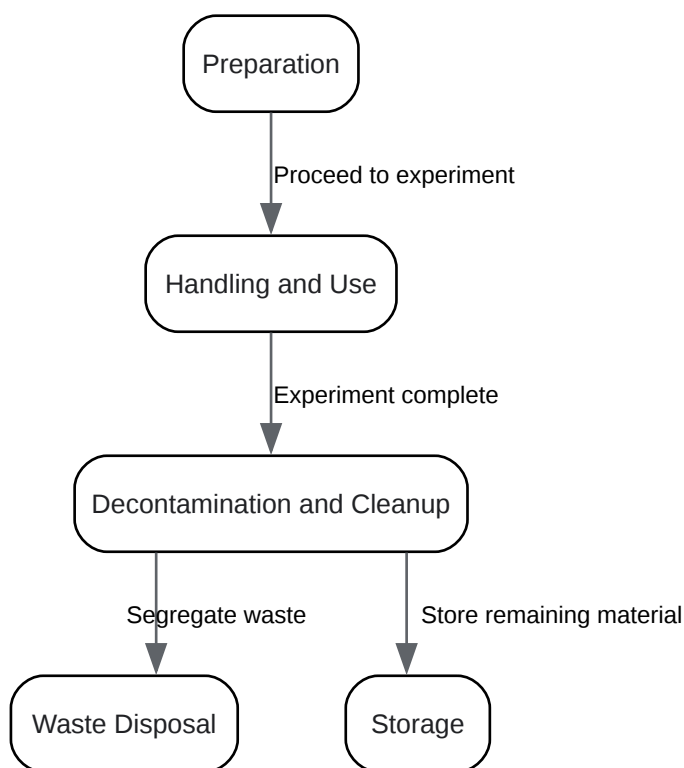 Preparation
Proceed to experiment
Handling and Use
Experiment complete
Decontamination and Cleanup
Segregate waste
Store remaining material
Waste Disposal
Storage